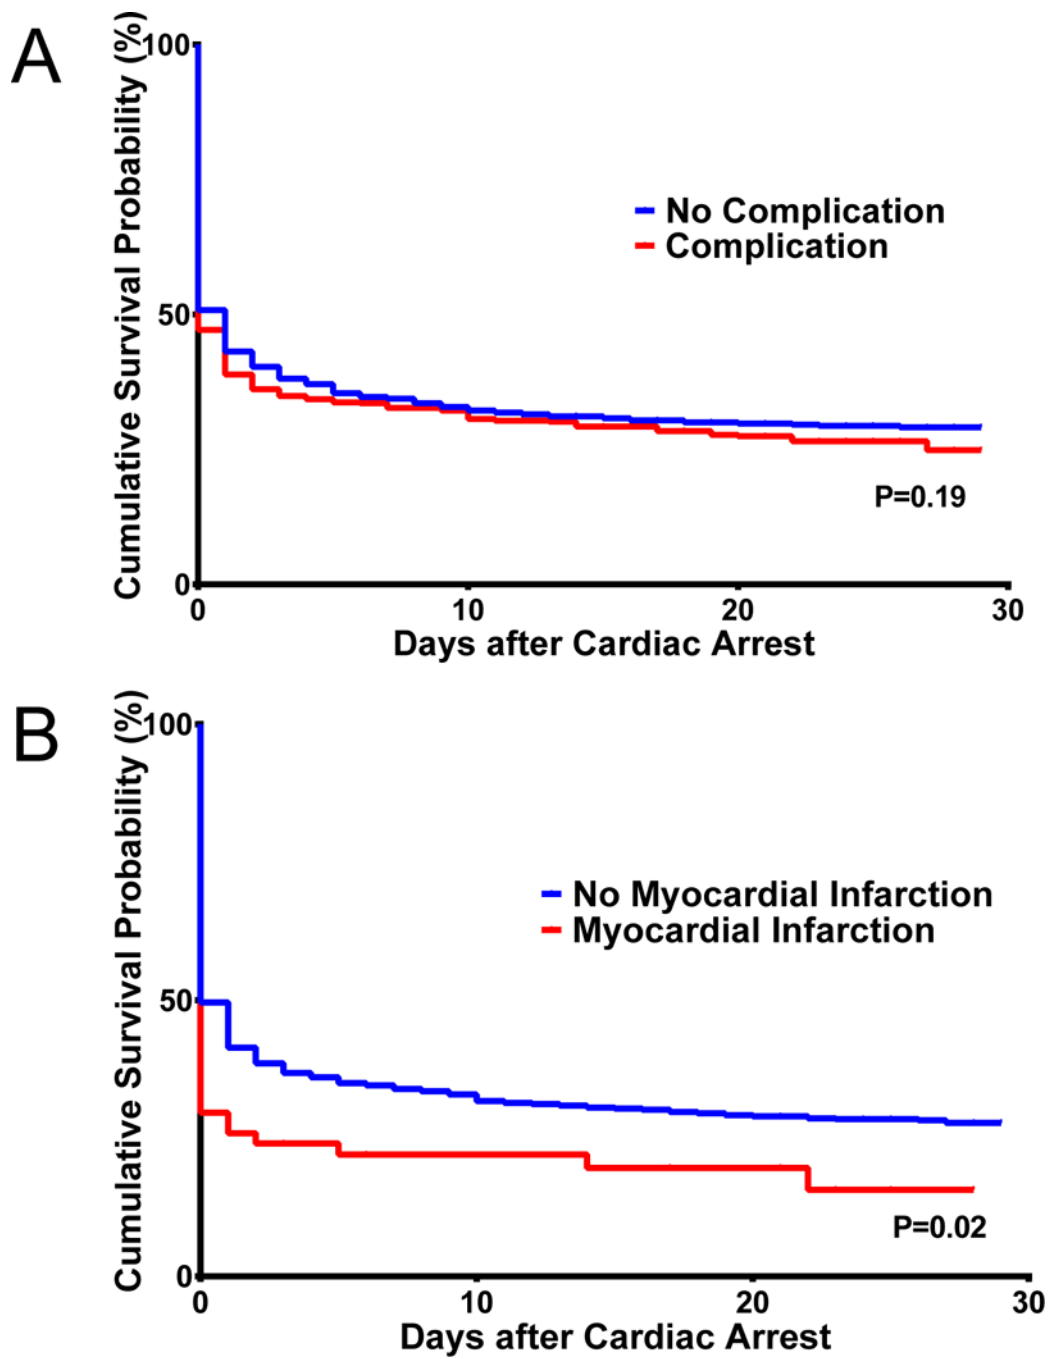 A
Cumulative Survival Probability (%)
100
50
0
No Complication
Complication
P=0.19
0 10 20 30
Days after Cardiac Arrest
B
Cumulative Survival Probability (%)
100
50
0
No Myocardial Infarction
Myocardial Infarction
P=0.02
0 10 20 30
Days after Cardiac Arrest